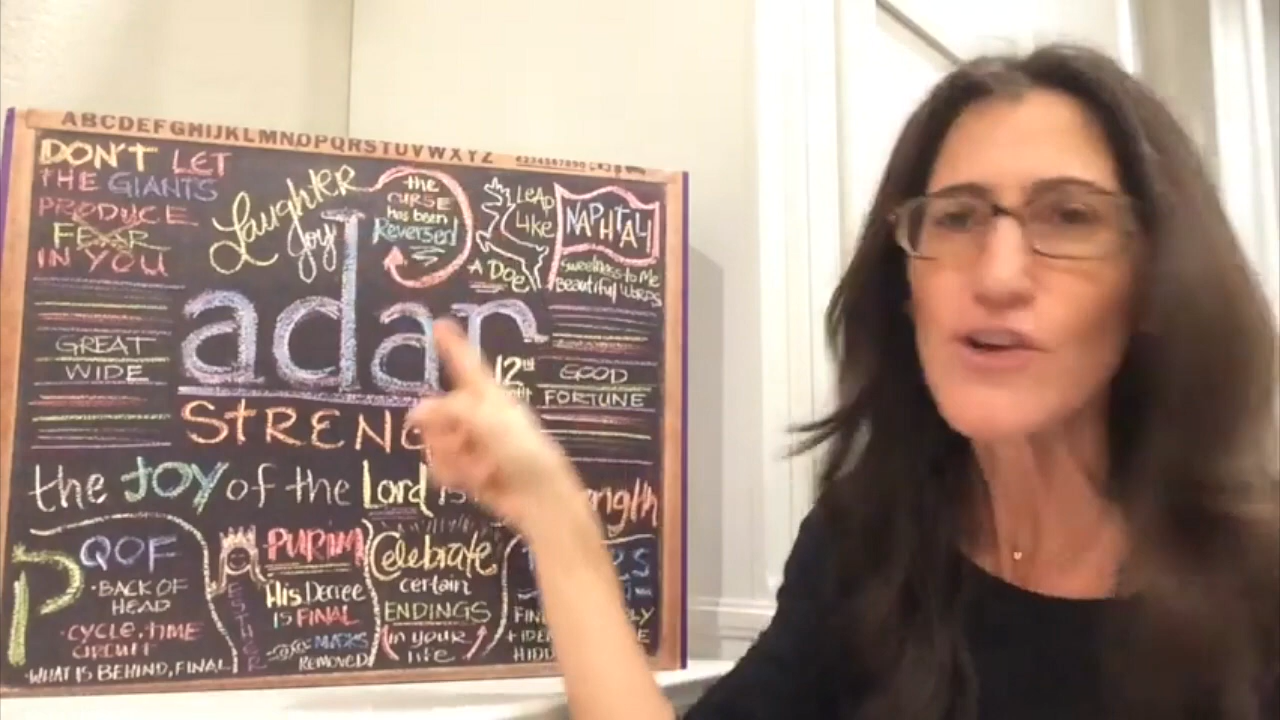 ABCDEFGHIJKLMNOPQRSTUVWXYZ
DON'T LET
THE GIANTS
PRODUCE
FEAR
IN YOU
Laughter
Joy
the
CURSE
has been
Reversed
LEAP
LIKE
A DOE
NAPHTALI
Sweetness to Me
Beautiful Words
adar
12th
GREAT
WIDE
GOOD
FORTUNE
STRENG
the JOY of the Lord is
QOF
BACK OF
HEAD
CYCLE, TIME
CIRCUIT
WHAT IS BEHIND, FINAL
ESTHER
PURIM
His Decree
IS FINAL
MASKS
REMOVED
Celebrate
certain
ENDINGS
in your
life